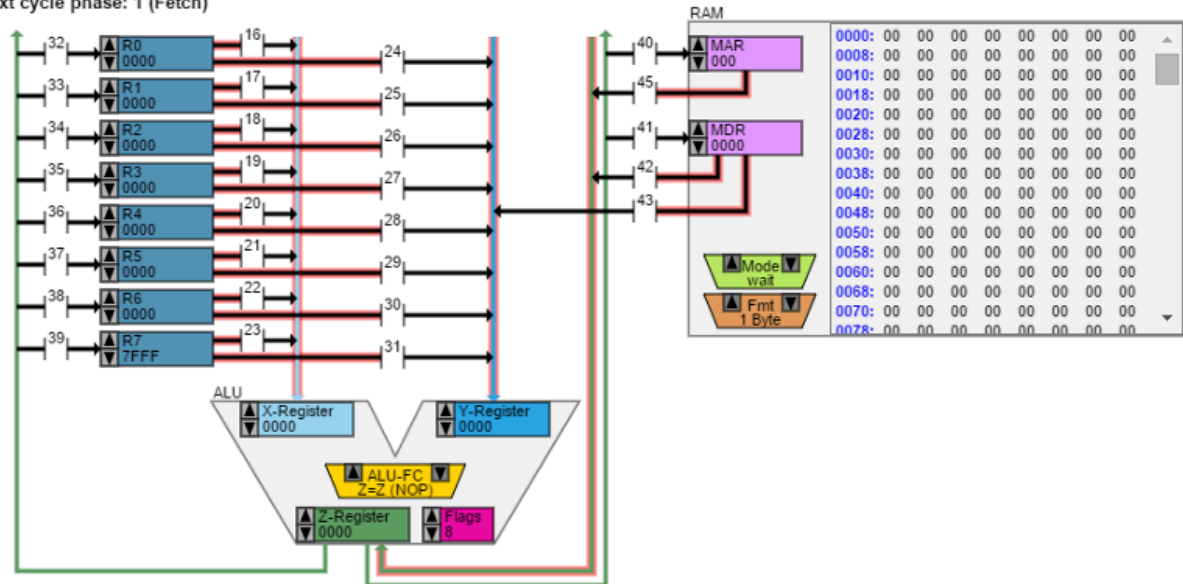 xt cycle phase: 1 (Fetch)
RAM
32
R0
0000
16
24
40
MAR
000
33
R1
0000
17
25
45
34
R2
0000
18
26
41
MDR
0000
35
R3
0000
19
27
42
36
R4
0000
20
28
43
37
R5
0000
21
29
38
R6
0000
22
30
39
R7
7FFF
23
31
Mode
wait
Fmt
1 Byte
0000: 00 00 00 00 00 00 00 00
0008: 00 00 00 00 00 00 00 00
0010: 00 00 00 00 00 00 00 00
0018: 00 00 00 00 00 00 00 00
0020: 00 00 00 00 00 00 00 00
0028: 00 00 00 00 00 00 00 00
0030: 00 00 00 00 00 00 00 00
0038: 00 00 00 00 00 00 00 00
0040: 00 00 00 00 00 00 00 00
0048: 00 00 00 00 00 00 00 00
0050: 00 00 00 00 00 00 00 00
0058: 00 00 00 00 00 00 00 00
0060: 00 00 00 00 00 00 00 00
0068: 00 00 00 00 00 00 00 00
0070: 00 00 00 00 00 00 00 00
0078: 00 00 00 00 00 00 00 00
ALU
X-Register
0000
Y-Register
0000
ALU-FC
Z=Z (NOP)
Z-Register
0000
Flags
8